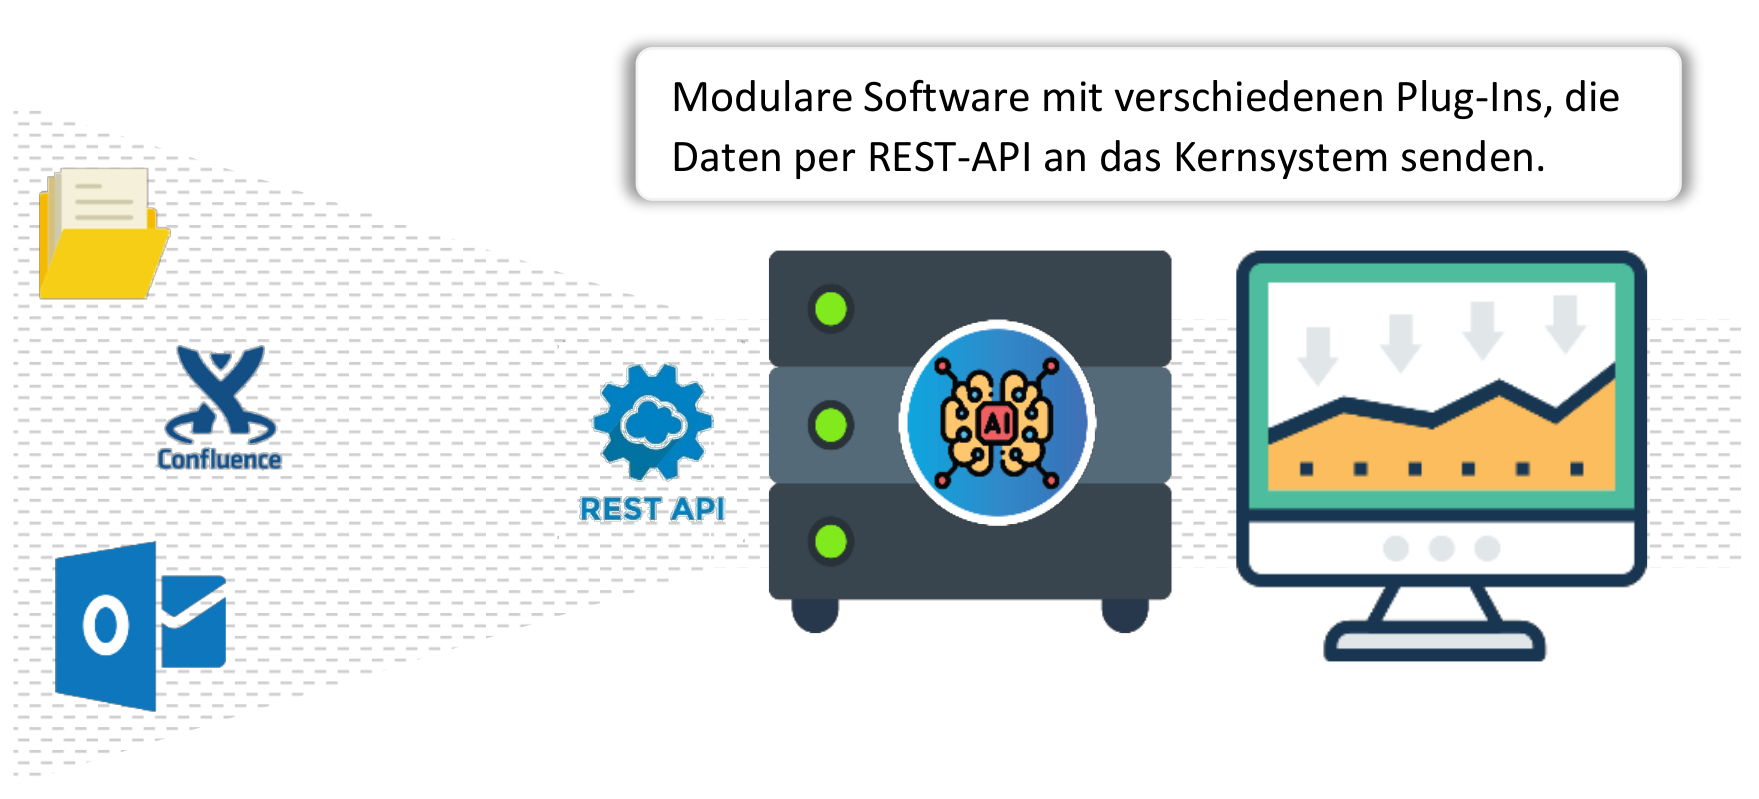 Modulare Software mit verschiedenen Plug-Ins, die
Daten per REST-API an das Kernsystem senden.
AI
Confluence
REST API
O